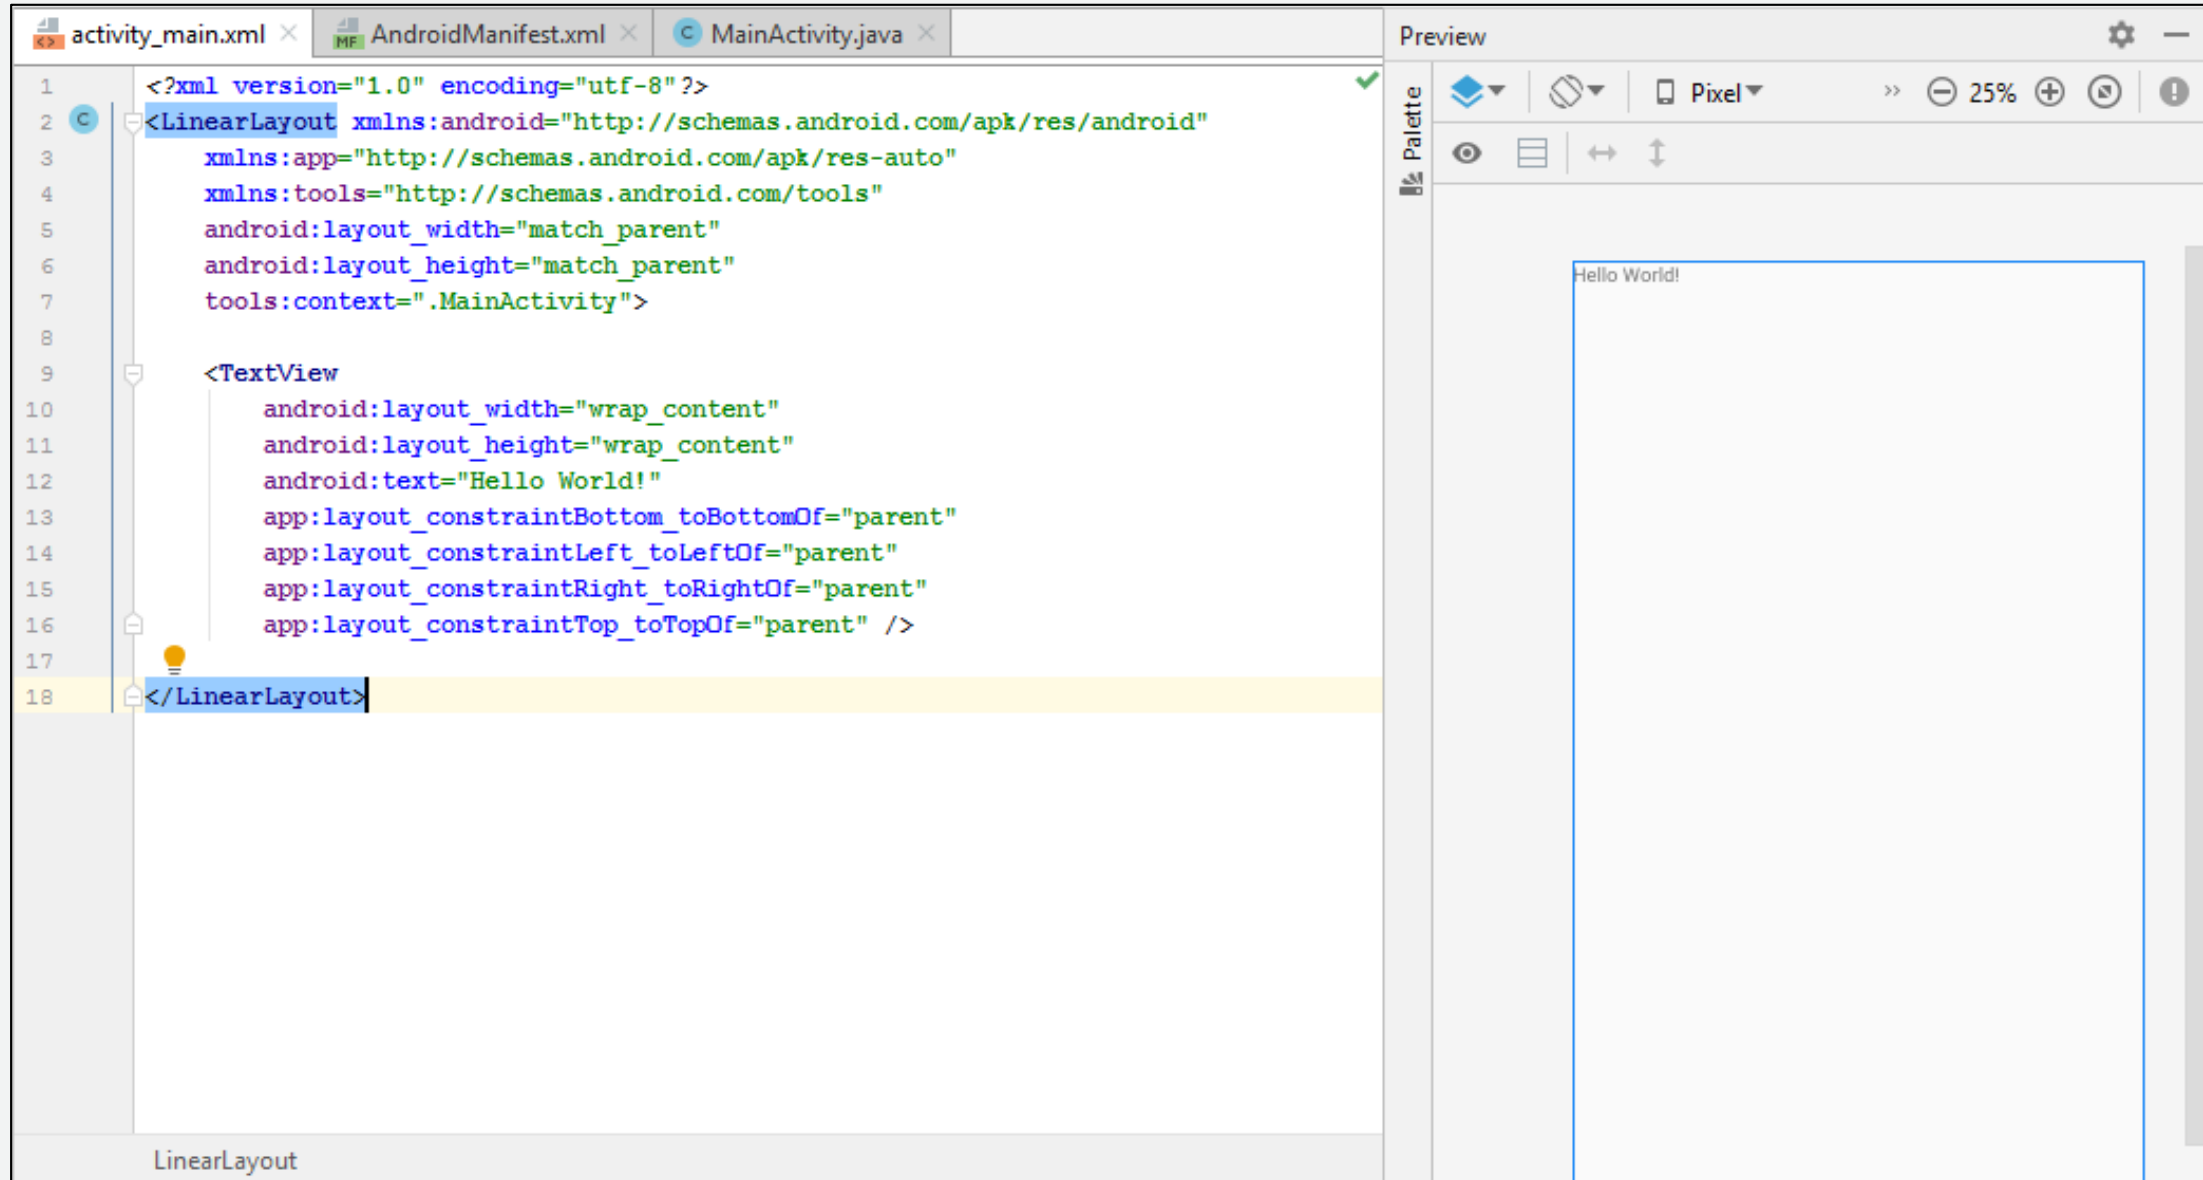 activity_main.xml
AndroidManifest.xml
MainActivity.java
1 <?xml version="1.0" encoding="utf-8"?>
2 <LinearLayout xmlns:android="http://schemas.android.com/apk/res/android"
3 xmlns:app="http://schemas.android.com/apk/res-auto"
4 xmlns:tools="http://schemas.android.com/tools"
5 android:layout_width="match_parent"
6 android:layout_height="match_parent"
7 tools:context=".MainActivity">
8
9 <TextView
10 android:layout_width="wrap_content"
11 android:layout_height="wrap_content"
12 android:text="Hello World!"
13 app:layout_constraintBottom_toBottomOf="parent"
14 app:layout_constraintLeft_toLeftOf="parent"
15 app:layout_constraintRight_toRightOf="parent"
16 app:layout_constraintTop_toTopOf="parent" />
17
18 </LinearLayout>
LinearLayout
Preview
Palette
Pixel
25%
Hello World!